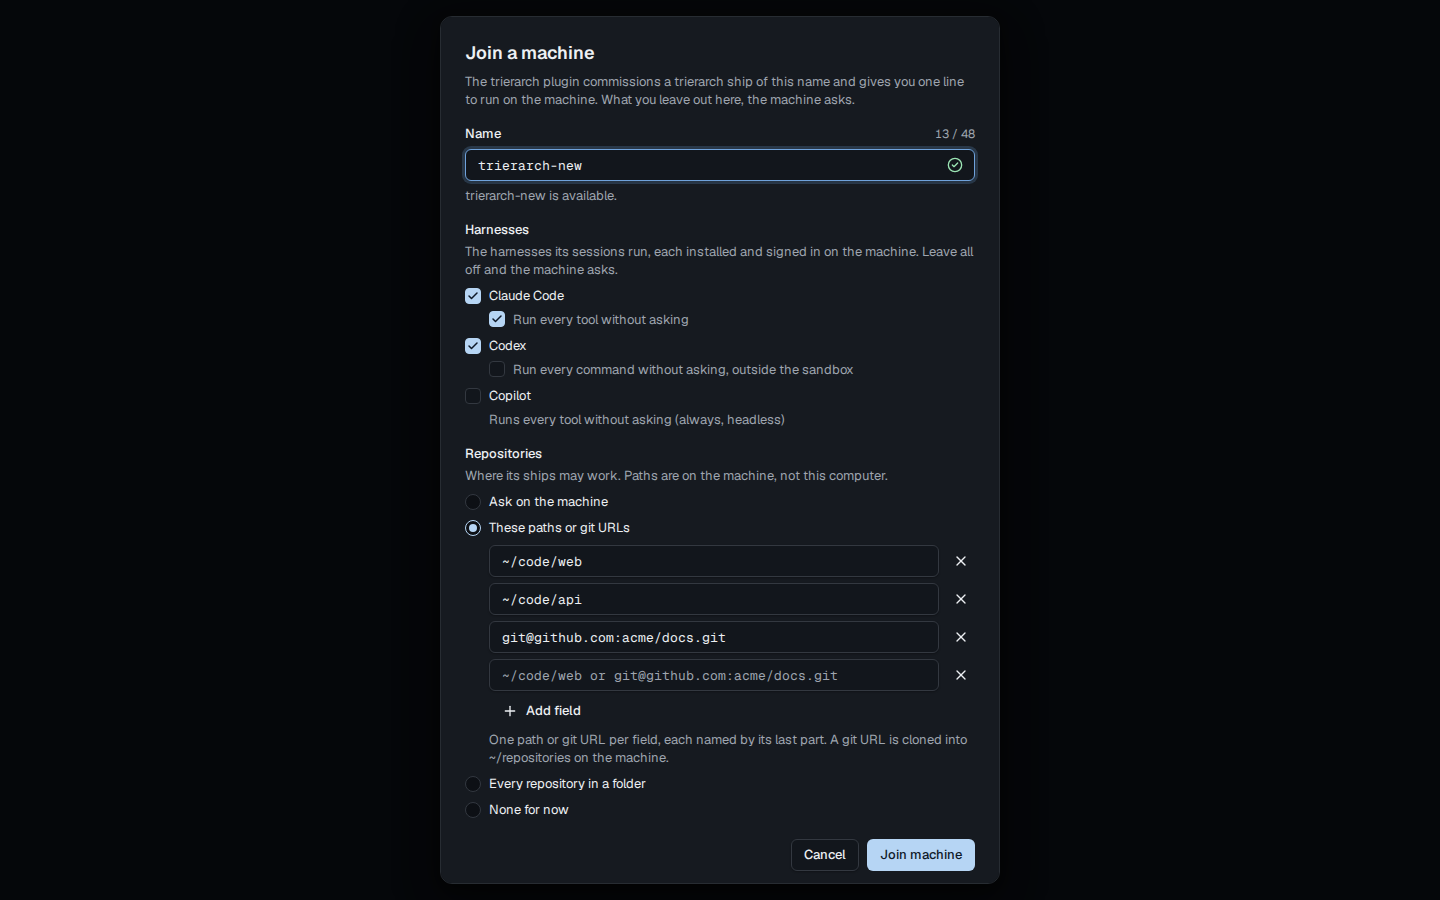 Join a machine
The trierarch plugin commissions a trierarch ship of this name and gives you one line
to run on the machine. What you leave out here, the machine asks.
Name 13 / 48
trierarch-new
trierarch-new is available.
Harnesses
The harnesses its sessions run, each installed and signed in on the machine. Leave all
off and the machine asks.
Claude Code
Run every tool without asking
Codex
Run every command without asking, outside the sandbox
Copilot
Runs every tool without asking (always, headless)
Repositories
Where its ships may work. Paths are on the machine, not this computer.
Ask on the machine
These paths or git URLs
~/code/web
~/code/api
git@github.com:acme/docs.git
~/code/web or git@github.com:acme/docs.git
Add field
One path or git URL per field, each named by its last part. A git URL is cloned into
~/repositories on the machine.
Every repository in a folder
None for now
Cancel Join machine